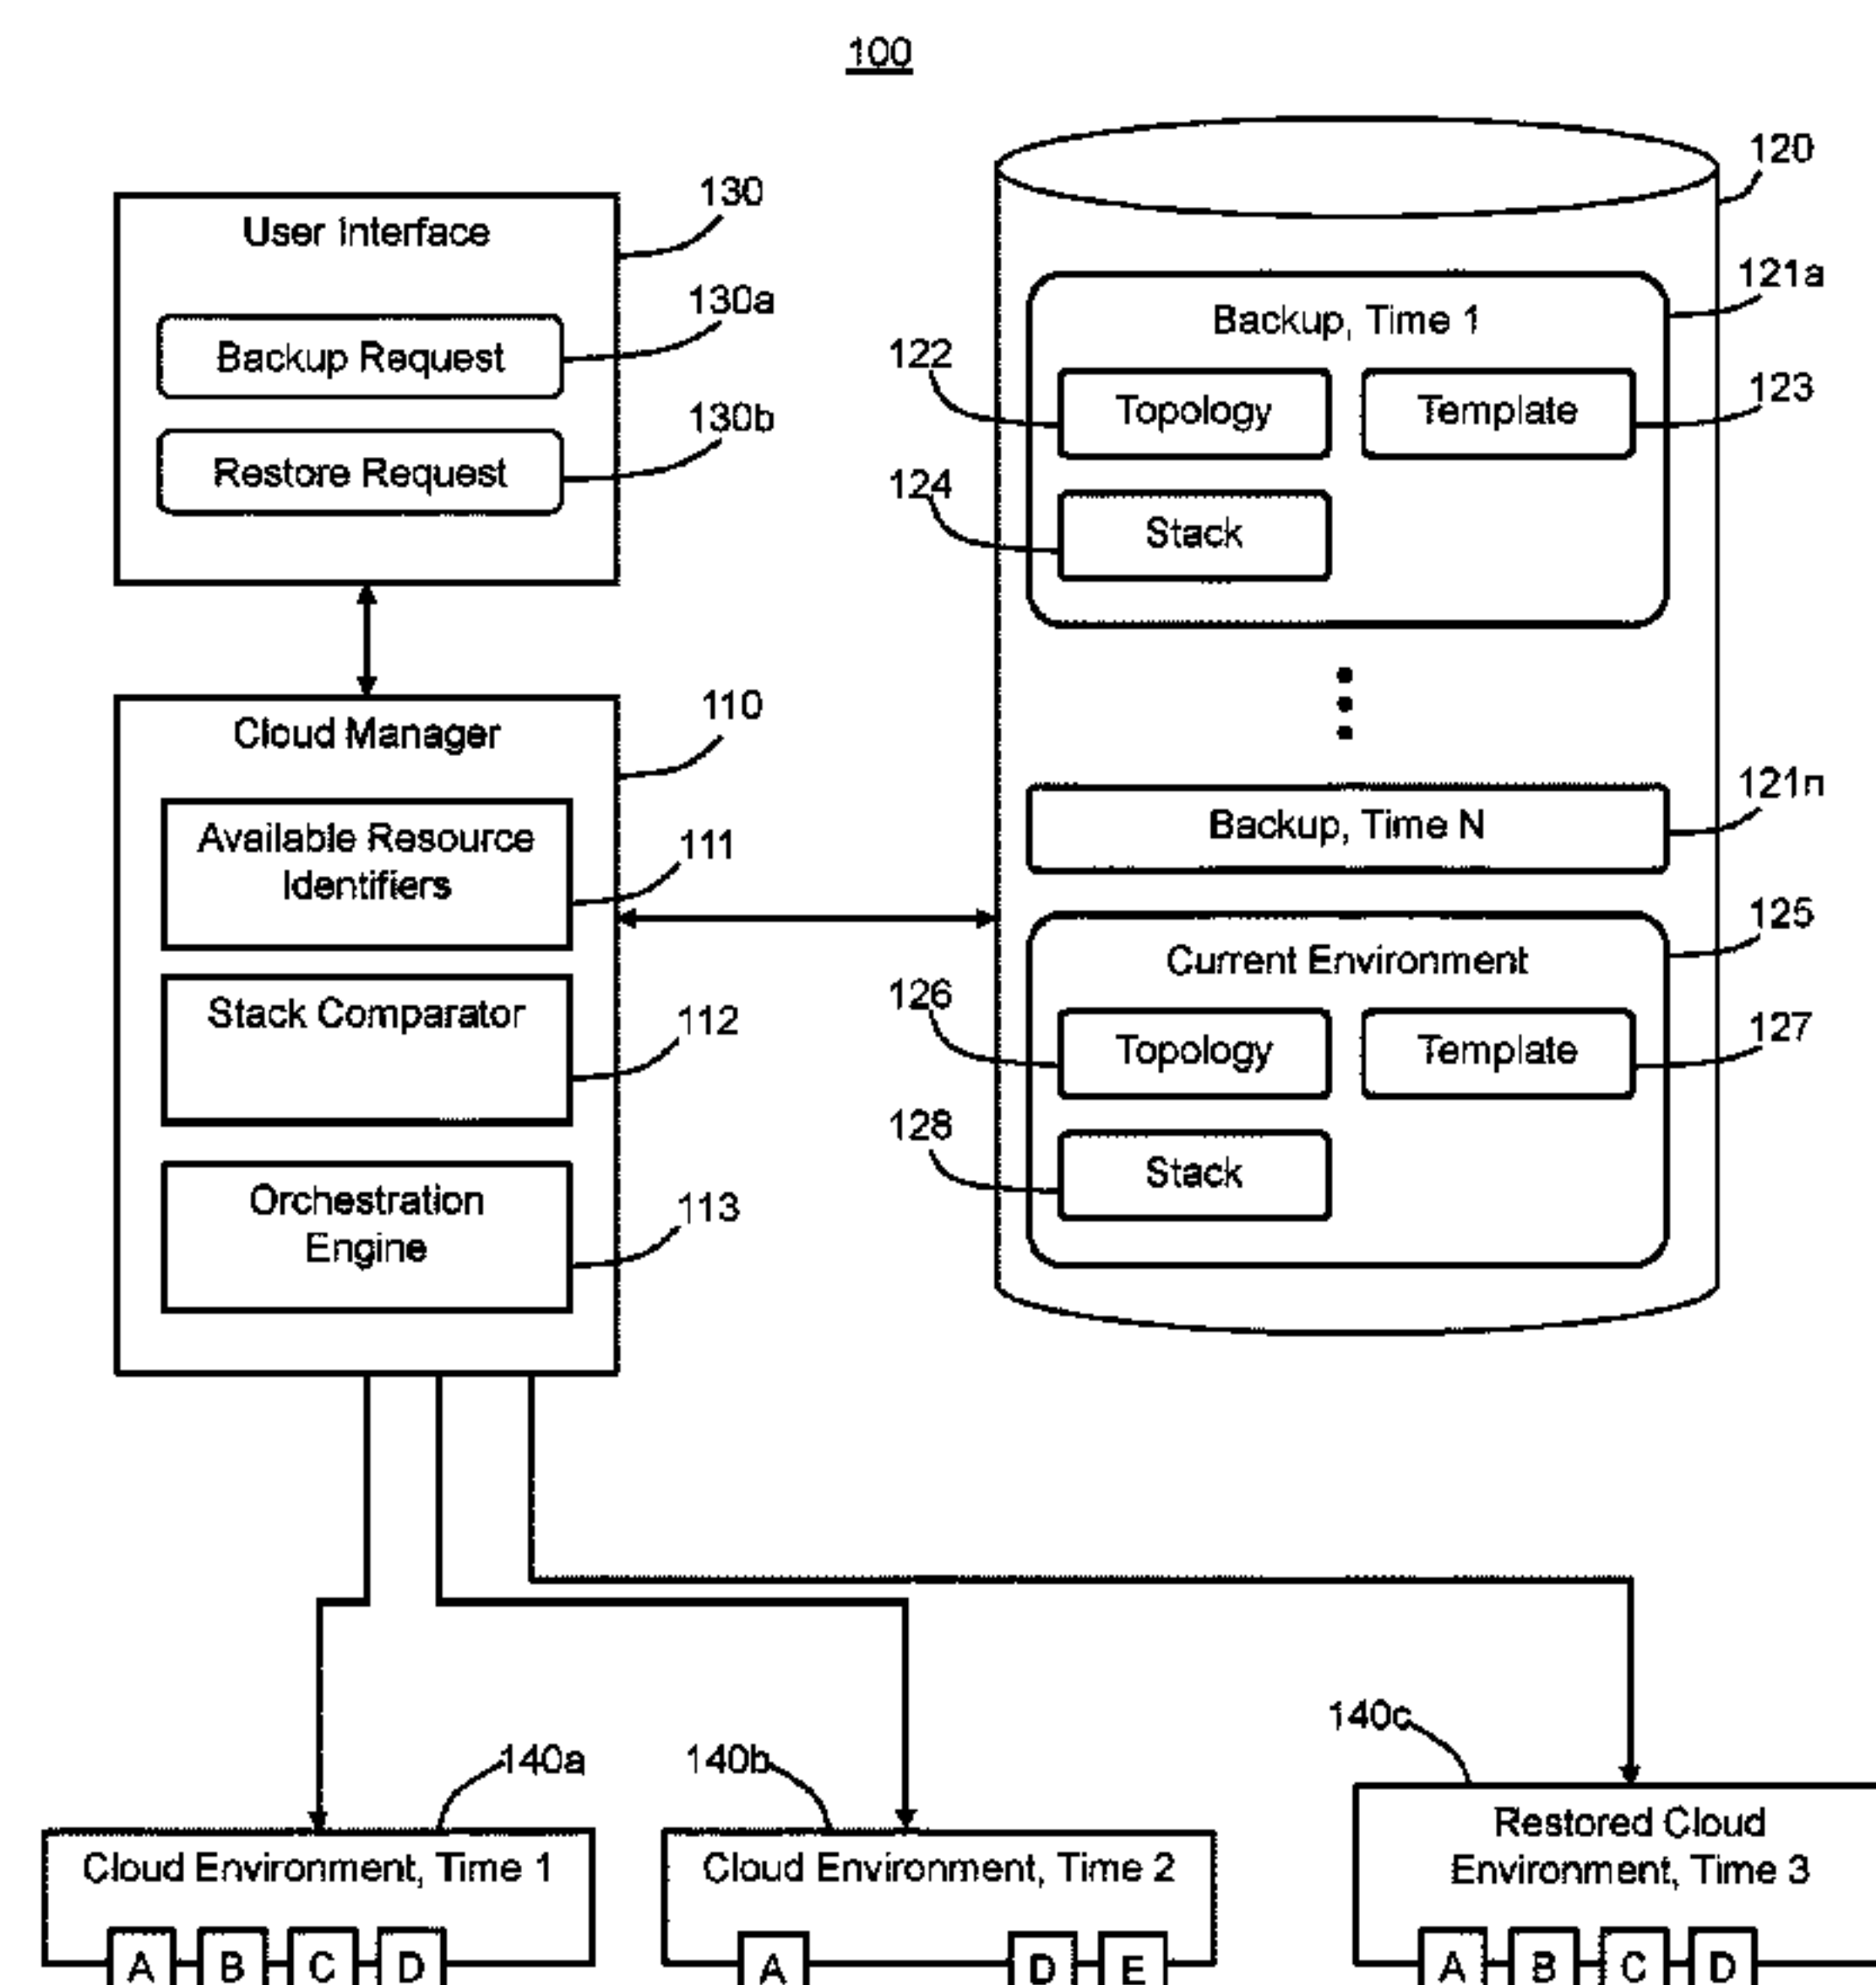 100
120
130
User Interface
121a
130a
Backup, Time 1
Backup Request
122
123
Topology
Template
130b
Restore Request
124
Stack
110
Cloud Manager
121n
Backup, Time N
Available Resource
Identifiers
111
125
Current Environment
126
127
Stack Comparator
112
Topology
Template
128
Stack
Orchestration
Engine
113
140c
140a
140b
Restored Cloud
Environment, Time 3
Cloud Environment, Time 1
Cloud Environment, Time 2
A B C D
A D E
A B C D